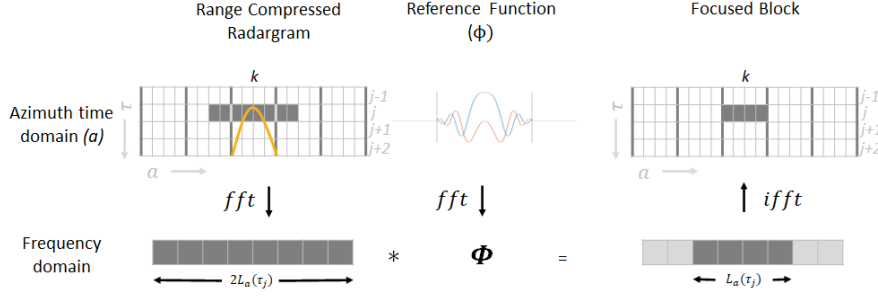 Range Compressed
Radargram
Reference Function
(ϕ)
Focused Block
k
k
Azimuth time
domain (a)
τ
j-1
j
j+1
j+2
a
τ
j-1
j
j+1
j+2
a
fft
fft
ifft
Frequency
domain
*
Φ
=
2Lₐ(τⱼ)
Lₐ(τⱼ)